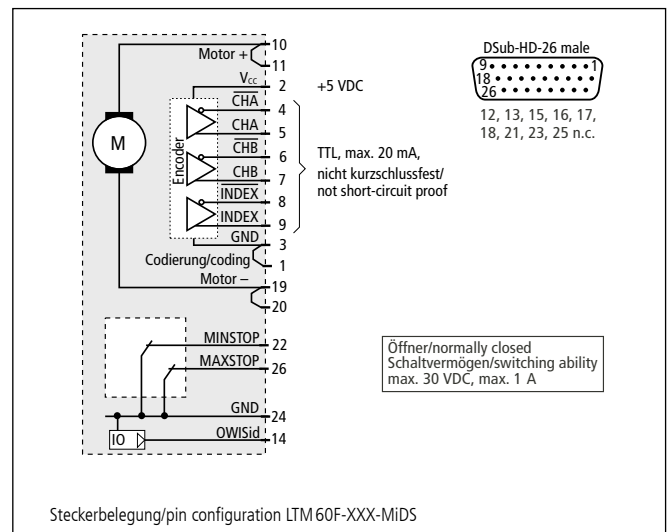 Motor +
10
11
V_CC
2
+5 VDC
C̅H̅A̅
4
CHA
5
C̅H̅B̅
6
CHB
7
I̅N̅D̅E̅X̅
8
INDEX
9
GND
3
Codierung/coding
1
Motor –
19
20
M
Encoder
TTL, max. 20 mA,
nicht kurzschlussfest/
not short-circuit proof
DSub-HD-26 male
9 1
18
26
12, 13, 15, 16, 17,
18, 21, 23, 25 n.c.
MINSTOP
22
MAXSTOP
26
GND
24
IO
OWISid
14
Öffner/normally closed
Schaltvermögen/switching ability
max. 30 VDC, max. 1 A
Steckerbelegung/pin configuration LTM 60F-XXX-MiDS